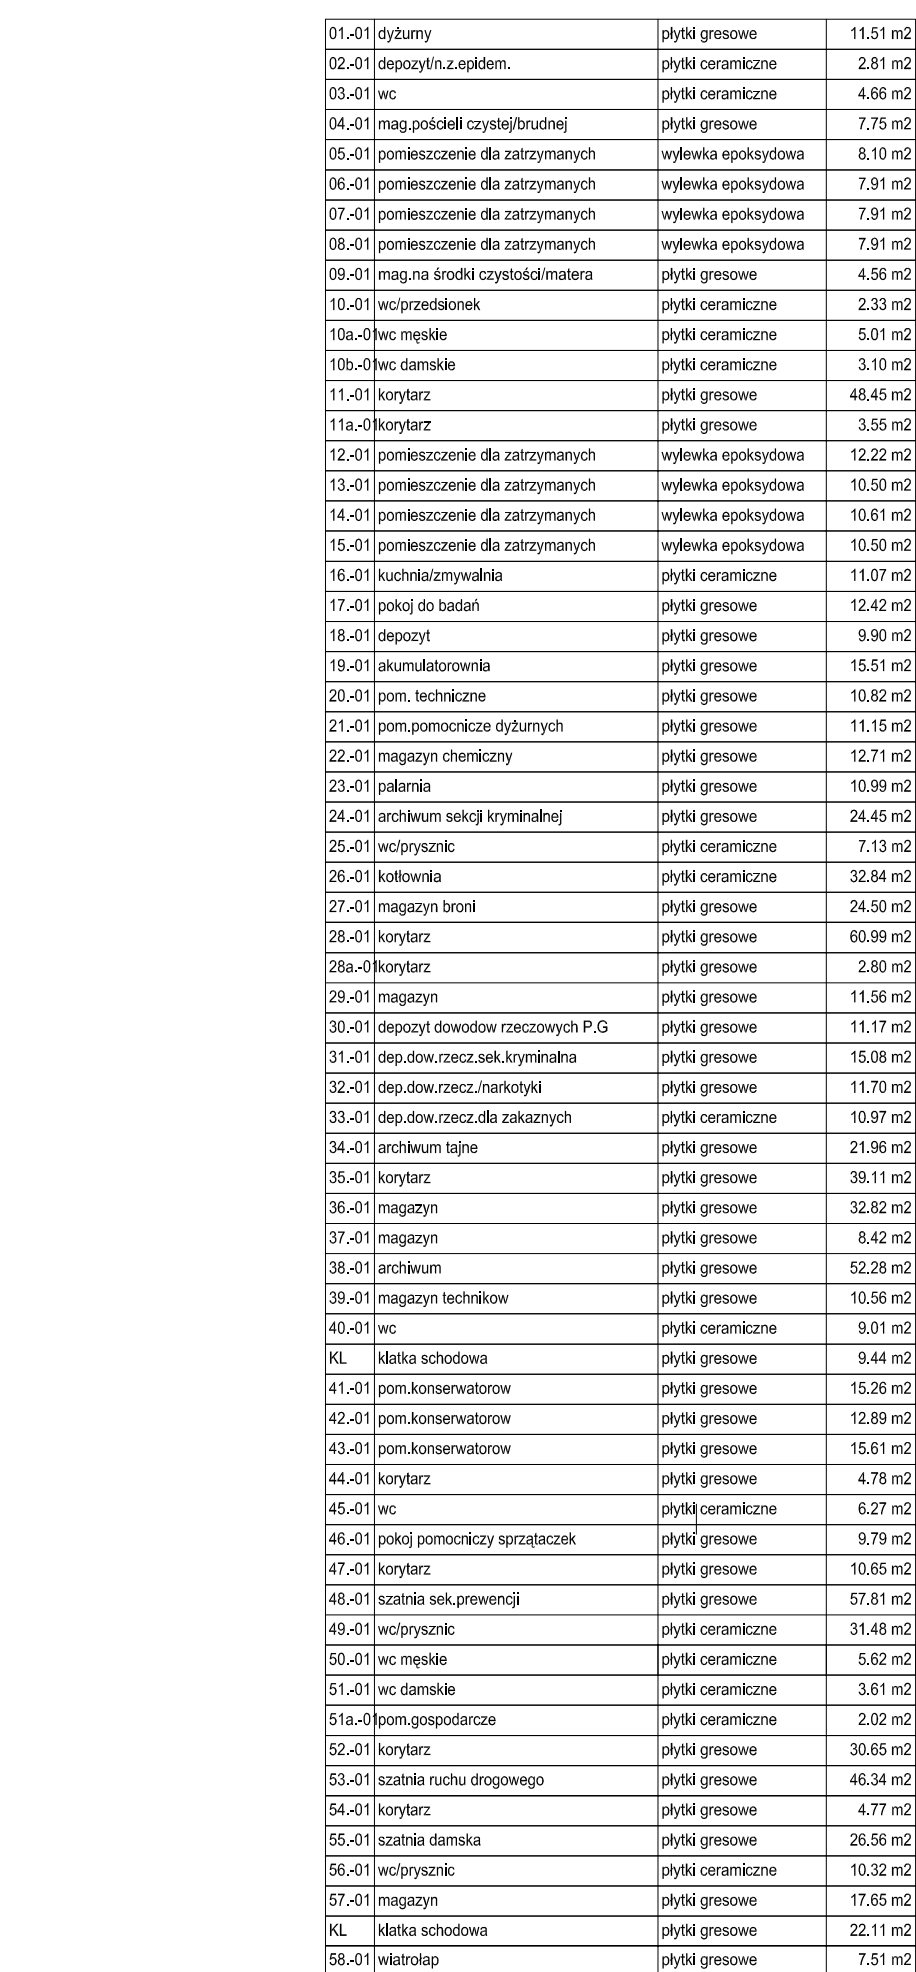 01.-01 dyżurny płytki gresowe 11.51 m2
02.-01 depozyt/n.z.epidem. płytki ceramiczne 2.81 m2
03.-01 wc płytki ceramiczne 4.66 m2
04.-01 mag.pościeli czystej/brudnej płytki gresowe 7.75 m2
05.-01 pomieszczenie dla zatrzymanych wylewka epoksydowa 8.10 m2
06.-01 pomieszczenie dla zatrzymanych wylewka epoksydowa 7.91 m2
07.-01 pomieszczenie dla zatrzymanych wylewka epoksydowa 7.91 m2
08.-01 pomieszczenie dla zatrzymanych wylewka epoksydowa 7.91 m2
09.-01 mag.na środki czystości/matera płytki gresowe 4.56 m2
10.-01 wc/przedsionek płytki ceramiczne 2.33 m2
10a.-01 wc męskie płytki ceramiczne 5.01 m2
10b.-01 wc damskie płytki ceramiczne 3.10 m2
11.-01 korytarz płytki gresowe 48.45 m2
11a.-01 korytarz płytki gresowe 3.55 m2
12.-01 pomieszczenie dla zatrzymanych wylewka epoksydowa 12.22 m2
13.-01 pomieszczenie dla zatrzymanych wylewka epoksydowa 10.50 m2
14.-01 pomieszczenie dla zatrzymanych wylewka epoksydowa 10.61 m2
15.-01 pomieszczenie dla zatrzymanych wylewka epoksydowa 10.50 m2
16.-01 kuchnia/zmywalnia płytki ceramiczne 11.07 m2
17.-01 pokoj do badań płytki gresowe 12.42 m2
18.-01 depozyt płytki gresowe 9.90 m2
19.-01 akumulatorownia płytki gresowe 15.51 m2
20.-01 pom. techniczne płytki gresowe 10.82 m2
21.-01 pom.pomocnicze dyżurnych płytki gresowe 11.15 m2
22.-01 magazyn chemiczny płytki gresowe 12.71 m2
23.-01 palarnia płytki gresowe 10.99 m2
24.-01 archiwum sekcji kryminalnej płytki gresowe 24.45 m2
25.-01 wc/prysznic płytki ceramiczne 7.13 m2
26.-01 kotłownia płytki ceramiczne 32.84 m2
27.-01 magazyn broni płytki gresowe 24.50 m2
28.-01 korytarz płytki gresowe 60.99 m2
28a.-01 korytarz płytki gresowe 2.80 m2
29.-01 magazyn płytki gresowe 11.56 m2
30.-01 depozyt dowodow rzeczowych P.G płytki gresowe 11.17 m2
31.-01 dep.dow.rzecz.sek.kryminalna płytki gresowe 15.08 m2
32.-01 dep.dow.rzecz./narkotyki płytki gresowe 11.70 m2
33.-01 dep.dow.rzecz.dla zakaznych płytki ceramiczne 10.97 m2
34.-01 archiwum tajne płytki gresowe 21.96 m2
35.-01 korytarz płytki gresowe 39.11 m2
36.-01 magazyn płytki gresowe 32.82 m2
37.-01 magazyn płytki gresowe 8.42 m2
38.-01 archiwum płytki gresowe 52.28 m2
39.-01 magazyn technikow płytki gresowe 10.56 m2
40.-01 wc płytki ceramiczne 9.01 m2
KL klatka schodowa płytki gresowe 9.44 m2
41.-01 pom.konserwatorow płytki gresowe 15.26 m2
42.-01 pom.konserwatorow płytki gresowe 12.89 m2
43.-01 pom.konserwatorow płytki gresowe 15.61 m2
44.-01 korytarz płytki gresowe 4.78 m2
45.-01 wc płytki ceramiczne 6.27 m2
46.-01 pokoj pomocniczy sprzątaczek płytki gresowe 9.79 m2
47.-01 korytarz płytki gresowe 10.65 m2
48.-01 szatnia sek.prewencji płytki gresowe 57.81 m2
49.-01 wc/prysznic płytki ceramiczne 31.48 m2
50.-01 wc męskie płytki ceramiczne 5.62 m2
51.-01 wc damskie płytki ceramiczne 3.61 m2
51a.-01 pom.gospodarcze płytki ceramiczne 2.02 m2
52.-01 korytarz płytki gresowe 30.65 m2
53.-01 szatnia ruchu drogowego płytki gresowe 46.34 m2
54.-01 korytarz płytki gresowe 4.77 m2
55.-01 szatnia damska płytki gresowe 26.56 m2
56.-01 wc/prysznic płytki ceramiczne 10.32 m2
57.-01 magazyn płytki gresowe 17.65 m2
KL klatka schodowa płytki gresowe 22.11 m2
58.-01 wiatrołap płytki gresowe 7.51 m2